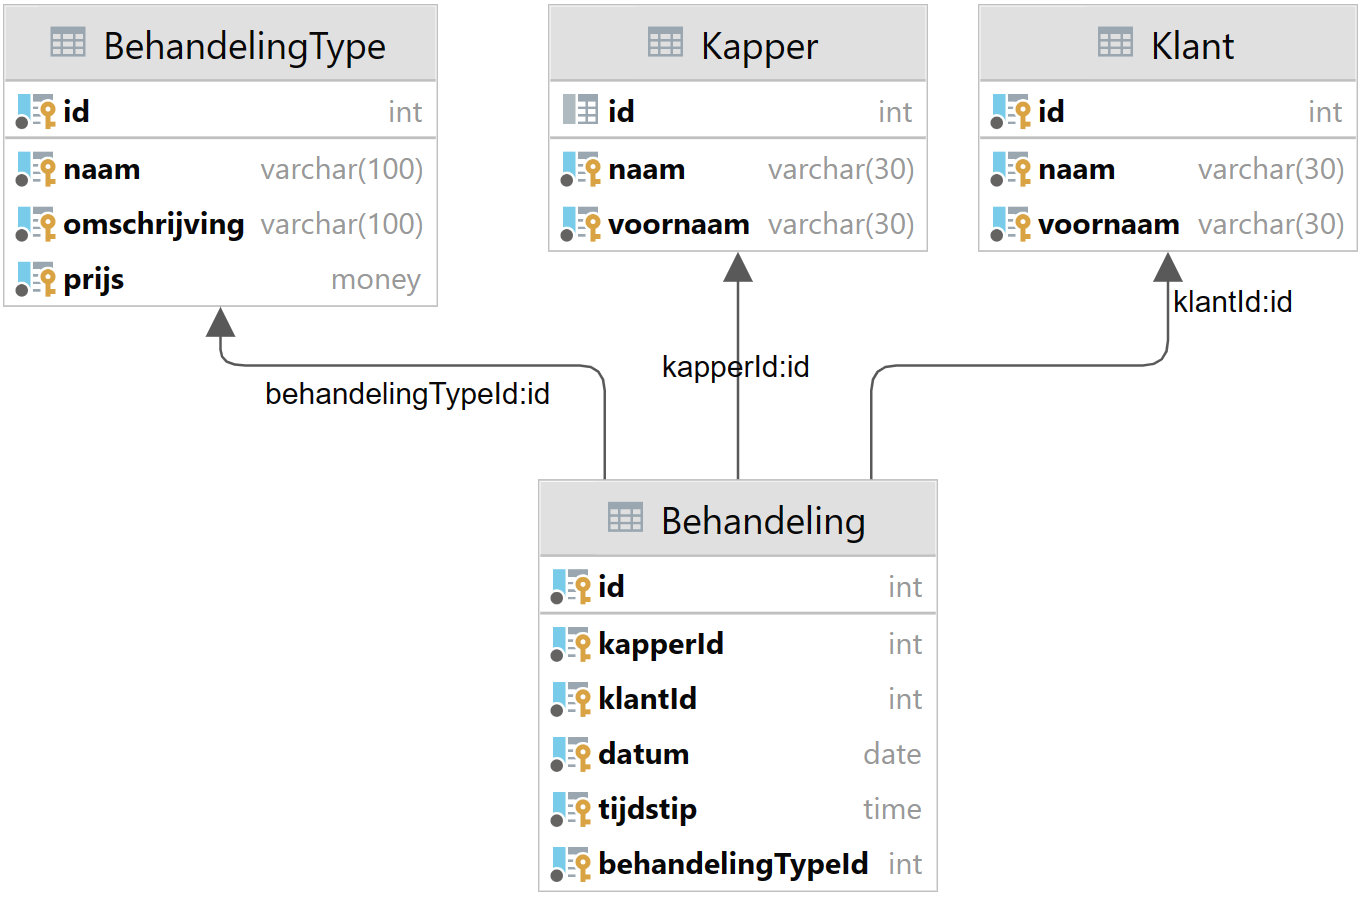 BehandelingType
id int
naam varchar(100)
omschrijving varchar(100)
prijs money
Kapper
id int
naam varchar(30)
voornaam varchar(30)
Klant
id int
naam varchar(30)
voornaam varchar(30)
klantId:id
kapperId:id
behandelingTypeId:id
Behandeling
id int
kapperId int
klantId int
datum date
tijdstip time
behandelingTypeId int